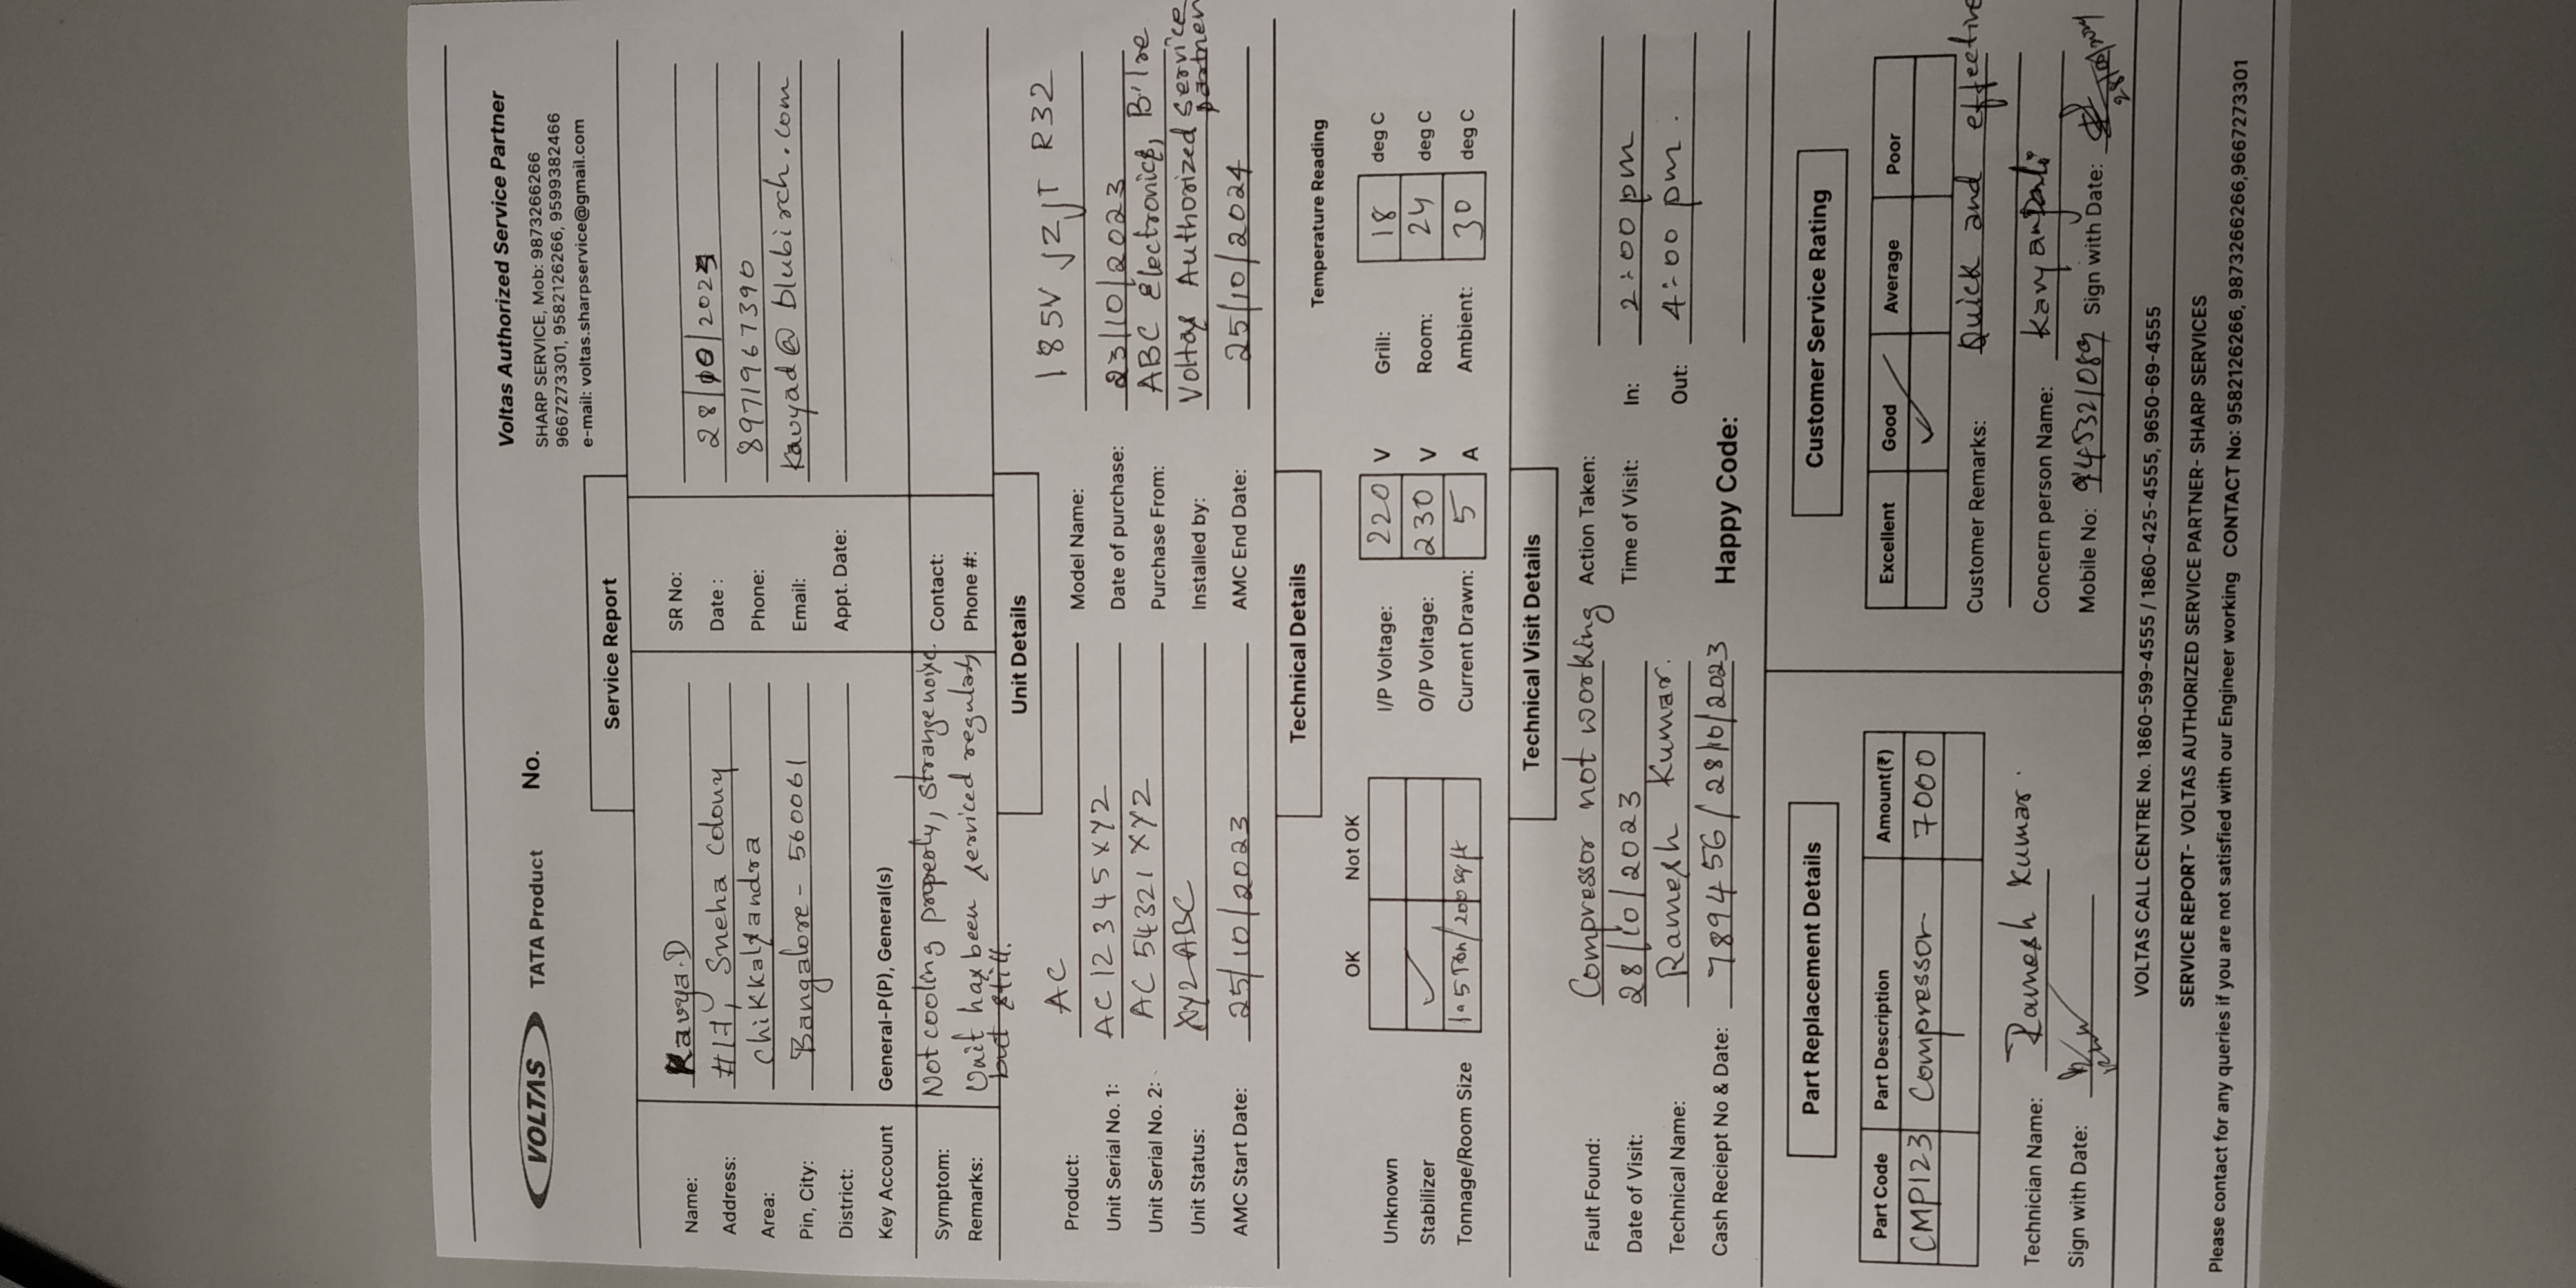 VOLTAS TATA Product No.
Voltas Authorized Service Partner
SHARP SERVICE, Mob: 9873266266
9667273301, 9582126266, 9599382466
e-mail: voltas.sharpservice@gmail.com
Service Report
Name: Kavya.D
Address: #17, Sneha Colony
Area: Chikkalsandra
Pin, City: Bangalore - 560061
District:
Key Account General-P(P), General(s)
SR No:
Date :
Phone: 8971967390
Email: Kavyad@blubirch.com
Appt. Date:
Symptom: Not cooling properly, strange noise.
Remarks: Unit has been serviced regularly
but still.
Contact:
Phone #:
Unit Details
Product: AC
Unit Serial No. 1: AC12345XYZ
Unit Serial No. 2: AC54321XYZ
Unit Status: XYZABC
AMC Start Date: 25/10/2023
Model Name: 185V JZJT R32
Date of purchase: 23/10/2023
Purchase From: ABC Electronics, B'lre
Installed by: Voltas Authorized Service
partner
AMC End Date: 25/10/2024
Technical Details
OK Not OK
Unknown
Stabilizer ✓
Tonnage/Room Size 1.5 Ton/200 sqft
I/P Voltage: 220 V
O/P Voltage: 230 V
Current Drawn: 5 A
Temperature Reading
Grill: 18 deg C
Room: 24 deg C
Ambient: 30 deg C
Technical Visit Details
Fault Found: Compressor not working
Date of Visit: 28/10/2023
Technical Name: Ramesh Kumar.
Cash Reciept No & Date: 789456/28/10/2023
Action Taken:
Time of Visit: In: 2:00 pm
Out: 4:00 pm.
Happy Code:
Part Replacement Details
Part Code Part Description Amount(₹)
CMP123 Compressor 7000
Technician Name: Ramesh Kumar.
Sign with Date:
Customer Service Rating
Excellent Good Average Poor
✓
Customer Remarks: Quick and effective
Concern person Name:
Mobile No: Sign with Date:
VOLTAS CALL CENTRE No. 1860-599-4555 / 1860-425-4555, 9650-69-4555
SERVICE REPORT- VOLTAS AUTHORIZED SERVICE PARTNER- SHARP SERVICES
Please contact for any queries if you are not satisfied with our Engineer working CONTACT No: 9582126266, 9873266266,9667273301